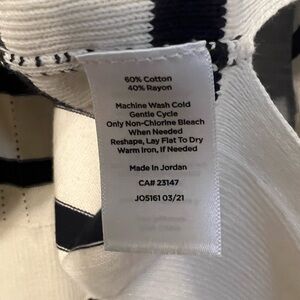 60% Cotton
40% Rayon
Machine Wash Cold
Gentle Cycle
Only Non-Chlorine Bleach
When Needed
Reshape, Lay Flat To Dry
Warm Iron, If Needed
Made In Jordan
CA# 23147
JO5161 03/21